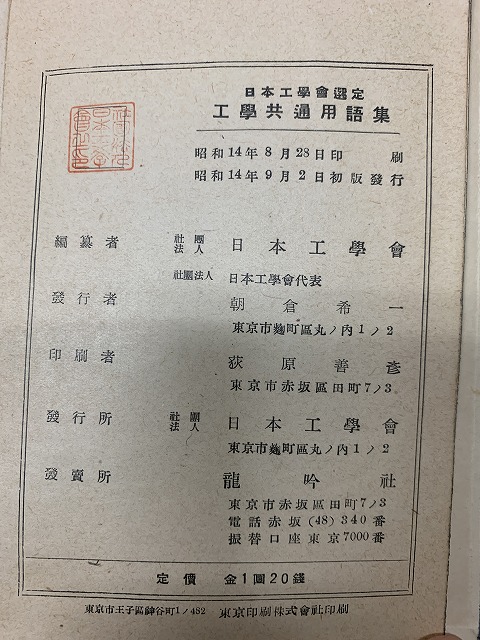 日本工學會選定
工學共通用語集
昭和14年8月28日印刷
昭和14年9月2日初版發行
編纂者 社團法人 日本工學會
社團法人 日本工學會代表
發行者 朝倉希一
東京市麹町區丸ノ内1ノ2
印刷者 荻原善彦
東京市赤坂區田町7ノ3
發行所 社團法人 日本工學會
東京市麹町區丸ノ内1ノ2
發賣所 龍吟社
東京市赤坂區田町7ノ3
電話赤坂(48)340番
振替口座東京7000番
定價 金1圓20錢
東京市王子區神谷町1ノ482 東京印刷株式會社印刷